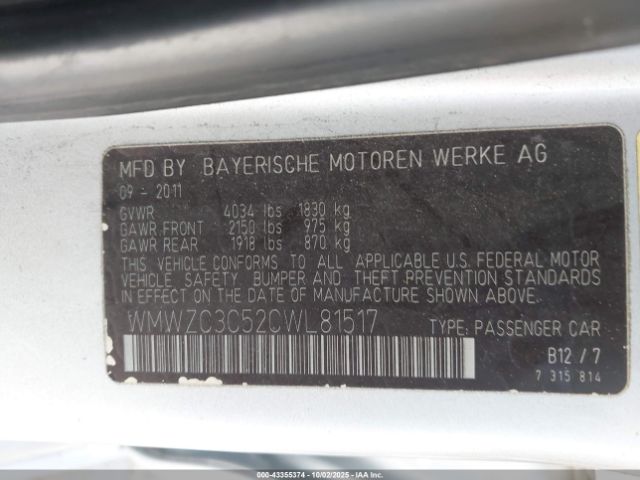 MFD BY BAYERISCHE MOTOREN WERKE AG
09 - 2011
GVWR 4034 lbs 1830 kg
GAWR FRONT 2150 lbs 975 kg
GAWR REAR 1918 lbs 870 kg
THIS VEHICLE CONFORMS TO ALL APPLICABLE U.S. FEDERAL MOTOR
VEHICLE SAFETY, BUMPER AND THEFT PREVENTION STANDARDS
IN EFFECT ON THE DATE OF MANUFACTURE SHOWN ABOVE.
WMWZC3C52CWL81517 TYPE: PASSENGER CAR
B12 / 7
7 315 814
000-43355374 | 10/02/2025 | IAA Inc.